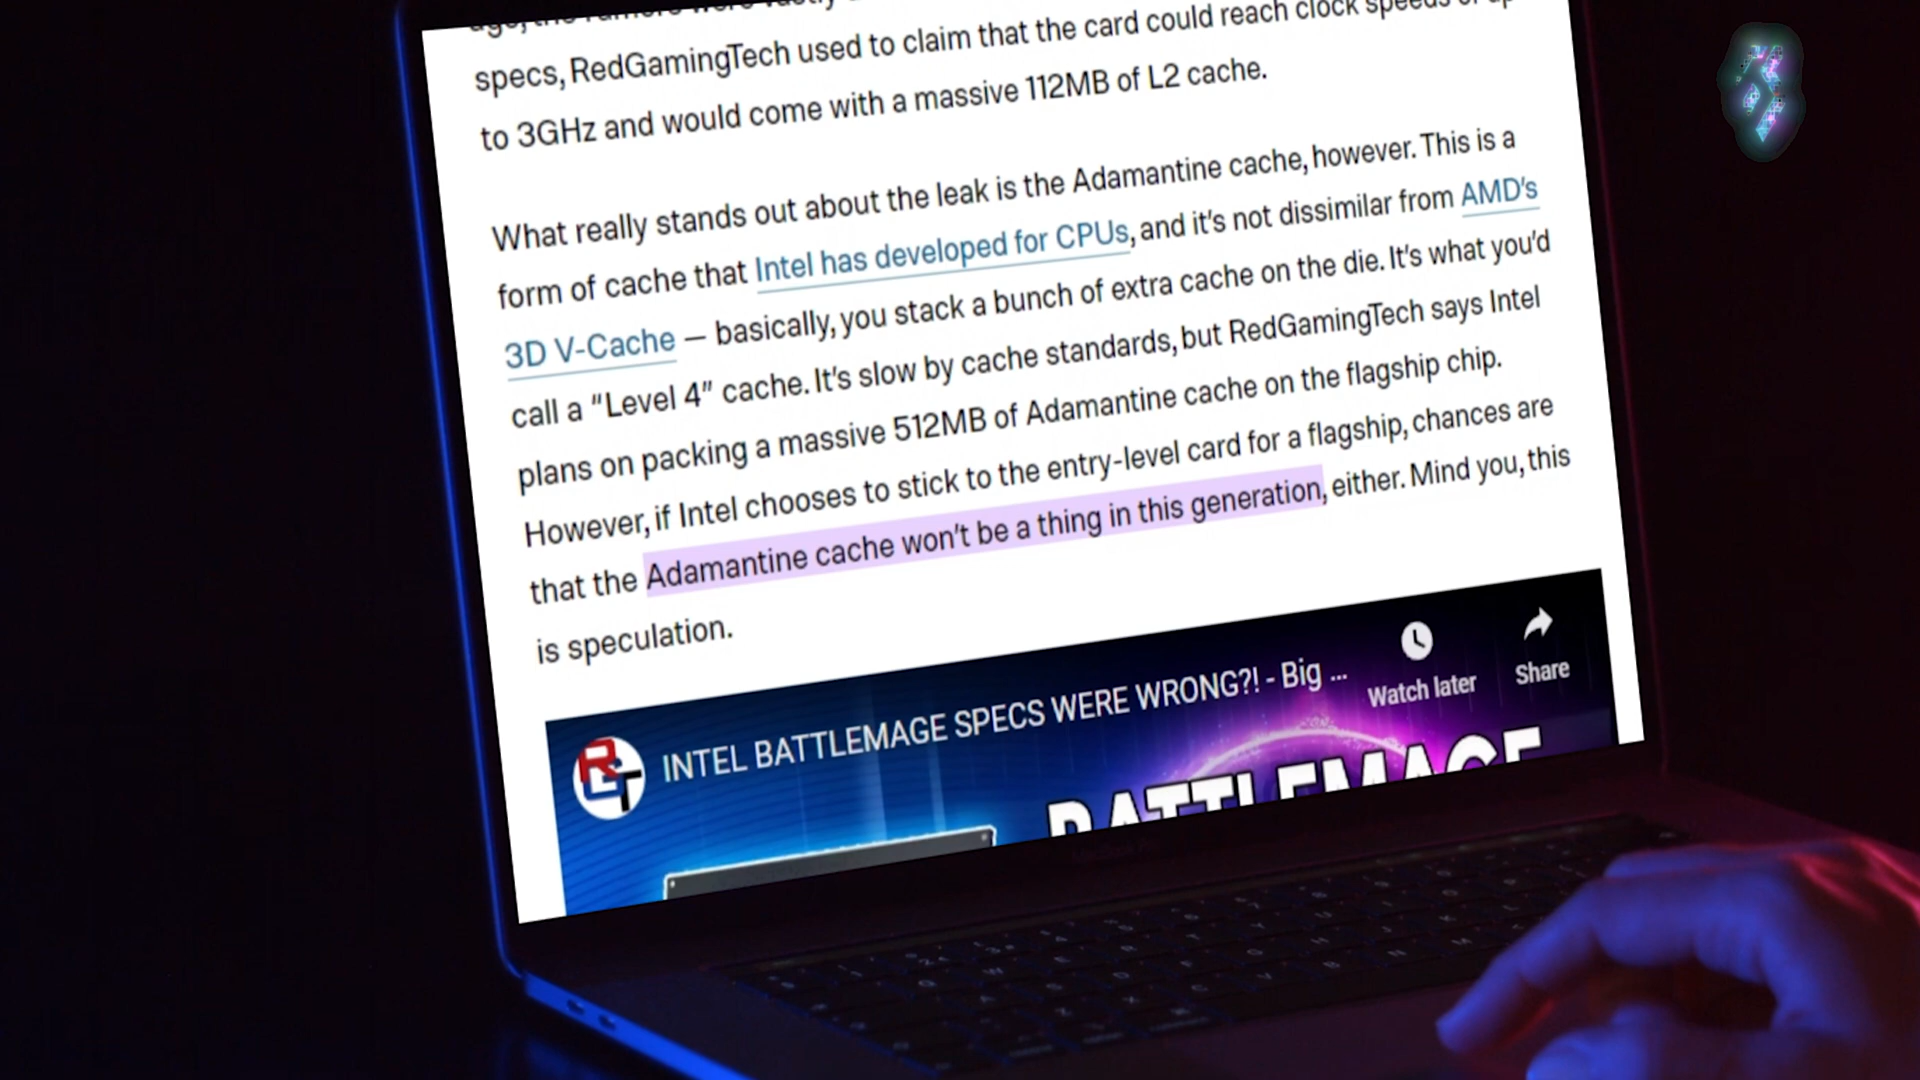 specs, RedGamingTech used to claim that the card could reach clock speeds of up
to 3GHz and would come with a massive 112MB of L2 cache.
What really stands out about the leak is the Adamantine cache, however. This is a
form of cache that Intel has developed for CPUs, and it's not dissimilar from AMD's
3D V-Cache — basically, you stack a bunch of extra cache on the die. It's what you'd
call a "Level 4" cache. It's slow by cache standards, but RedGamingTech says Intel
plans on packing a massive 512MB of Adamantine cache on the flagship chip.
However, if Intel chooses to stick to the entry-level card for a flagship, chances are
that the Adamantine cache won't be a thing in this generation, either. Mind you, this
is speculation.
RGT
INTEL BATTLEMAGE SPECS WERE WRONG?! - Big ...
Watch later
Share
BATTLEMAGE